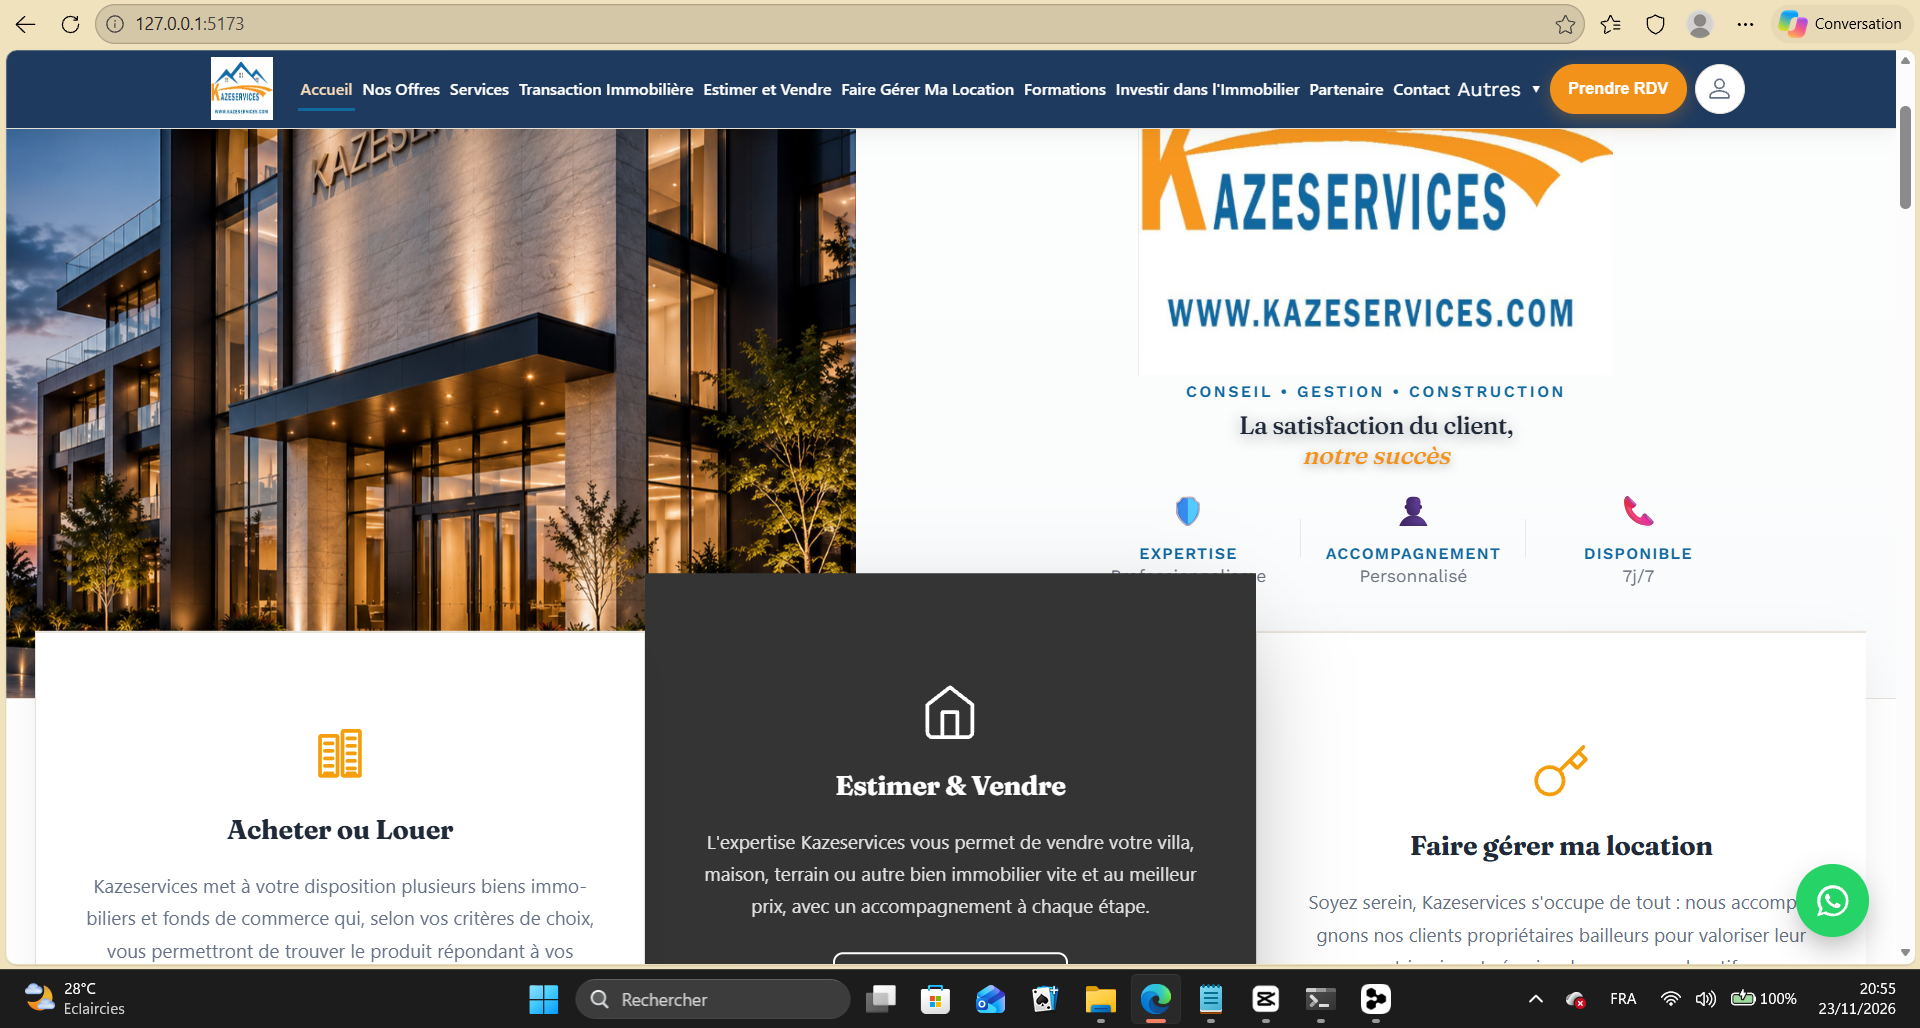 127.0.0.1:5173
Conversation
KAZESERVICES
WWW.KAZESERVICES.COM
Accueil Nos Offres Services Transaction Immobilière Estimer et Vendre Faire Gérer Ma Location Formations Investir dans l'Immobilier Partenaire Contact Autres
Prendre RDV
KAZESERVICES
WWW.KAZESERVICES.COM
CONSEIL • GESTION • CONSTRUCTION
La satisfaction du client,
notre succès
EXPERTISE
ACCOMPAGNEMENT
Personnalisé
DISPONIBLE
7j/7
Acheter ou Louer
Kazeservices met à votre disposition plusieurs biens immo-
biliers et fonds de commerce qui, selon vos critères de choix,
vous permettront de trouver le produit répondant à vos
Estimer & Vendre
L'expertise Kazeservices vous permet de vendre votre villa,
maison, terrain ou autre bien immobilier vite et au meilleur
prix, avec un accompagnement à chaque étape.
Faire gérer ma location
Soyez serein, Kazeservices s'occupe de tout : nous accomp
gnons nos clients propriétaires bailleurs pour valoriser leur
28°C
Eclaircies
Rechercher
FRA
100%
20:55
23/11/2026